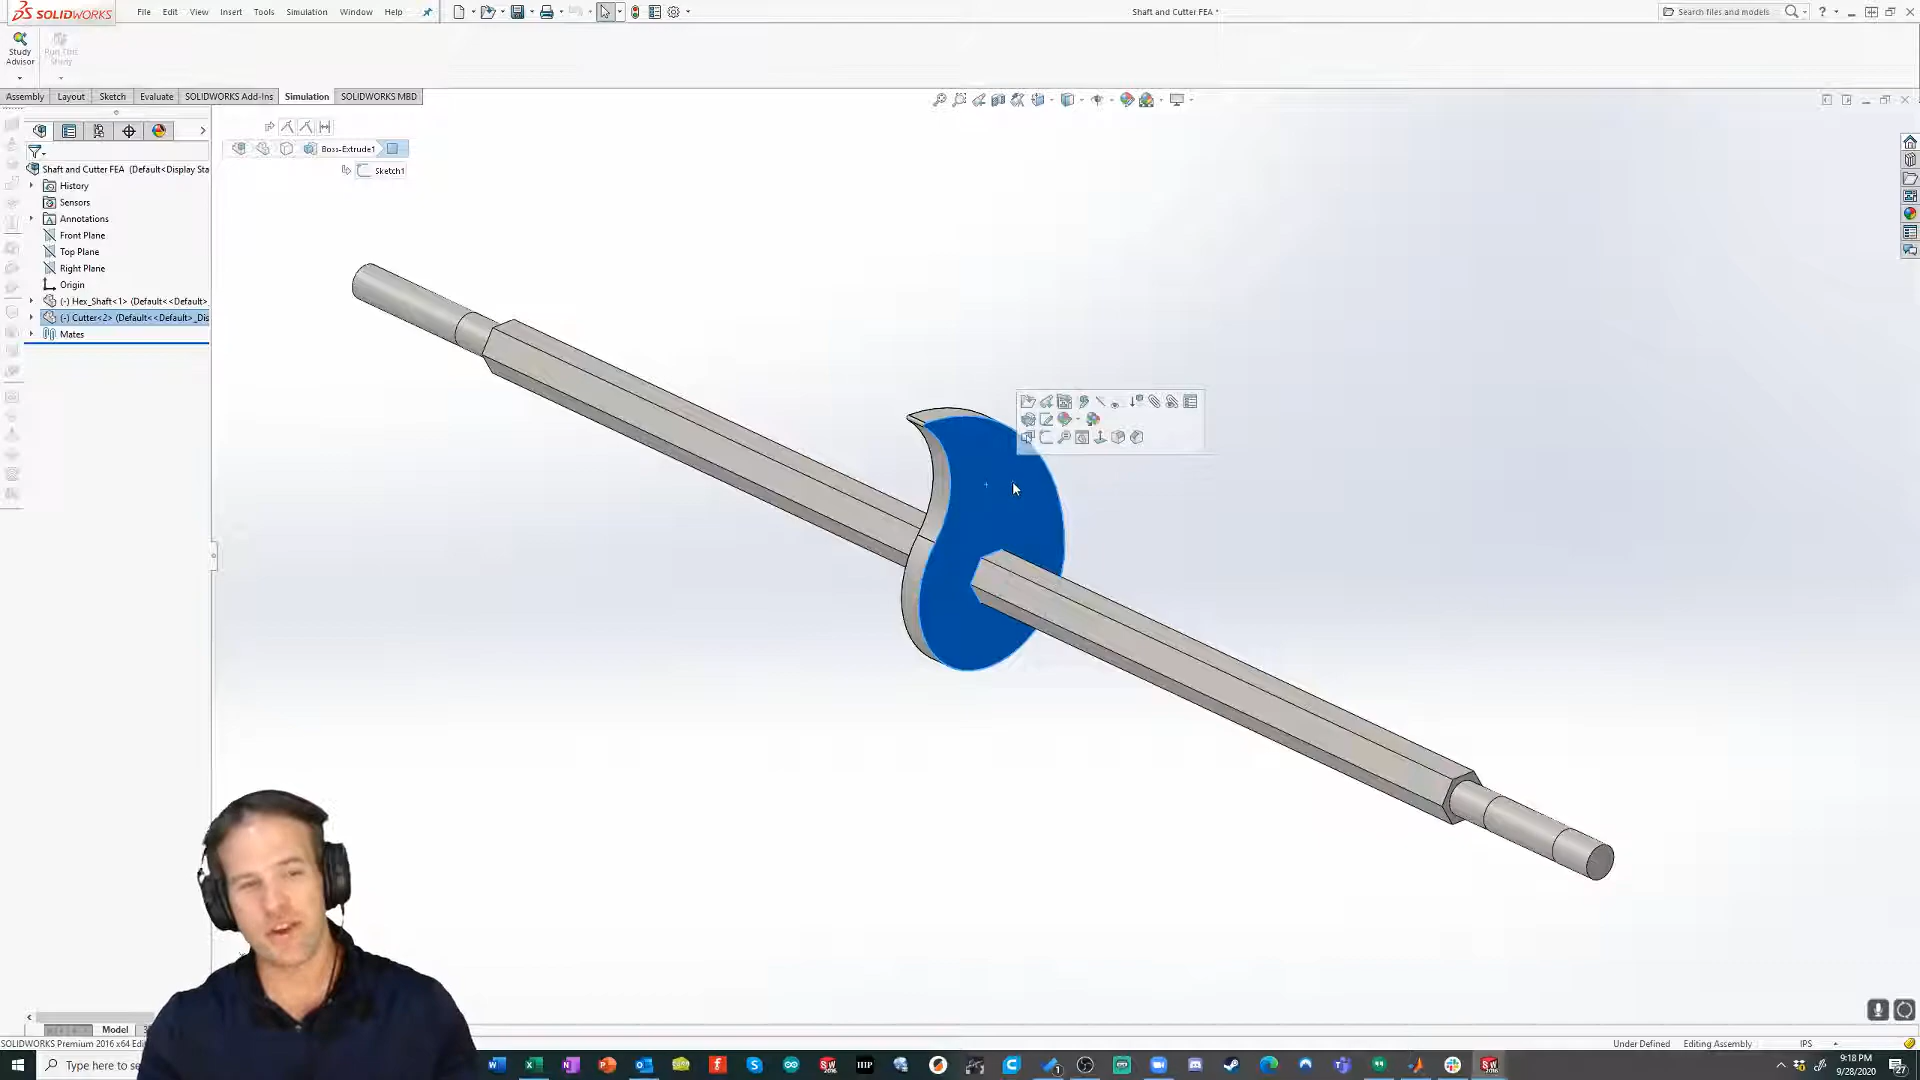 SOLIDWORKS
File Edit View Insert Tools Simulation Window Help
Shaft and Cutter FEA *
Search files and models
Study Advisor
Run This Study
Assembly Layout Sketch Evaluate SOLIDWORKS Add-Ins Simulation SOLIDWORKS MBD
Boss-Extrude1
Sketch1
Shaft and Cutter FEA (Default<Display Sta
History
Sensors
Annotations
Front Plane
Top Plane
Right Plane
Origin
(-) Hex_Shaft<1> (Default<<Default>_
(-) Cutter<2> (Default<<Default>_Dis
Mates
Model
SOLIDWORKS Premium 2016 x64 Edi
Under Defined Editing Assembly IPS
Type here to se
9:18 PM
9/28/2020
27